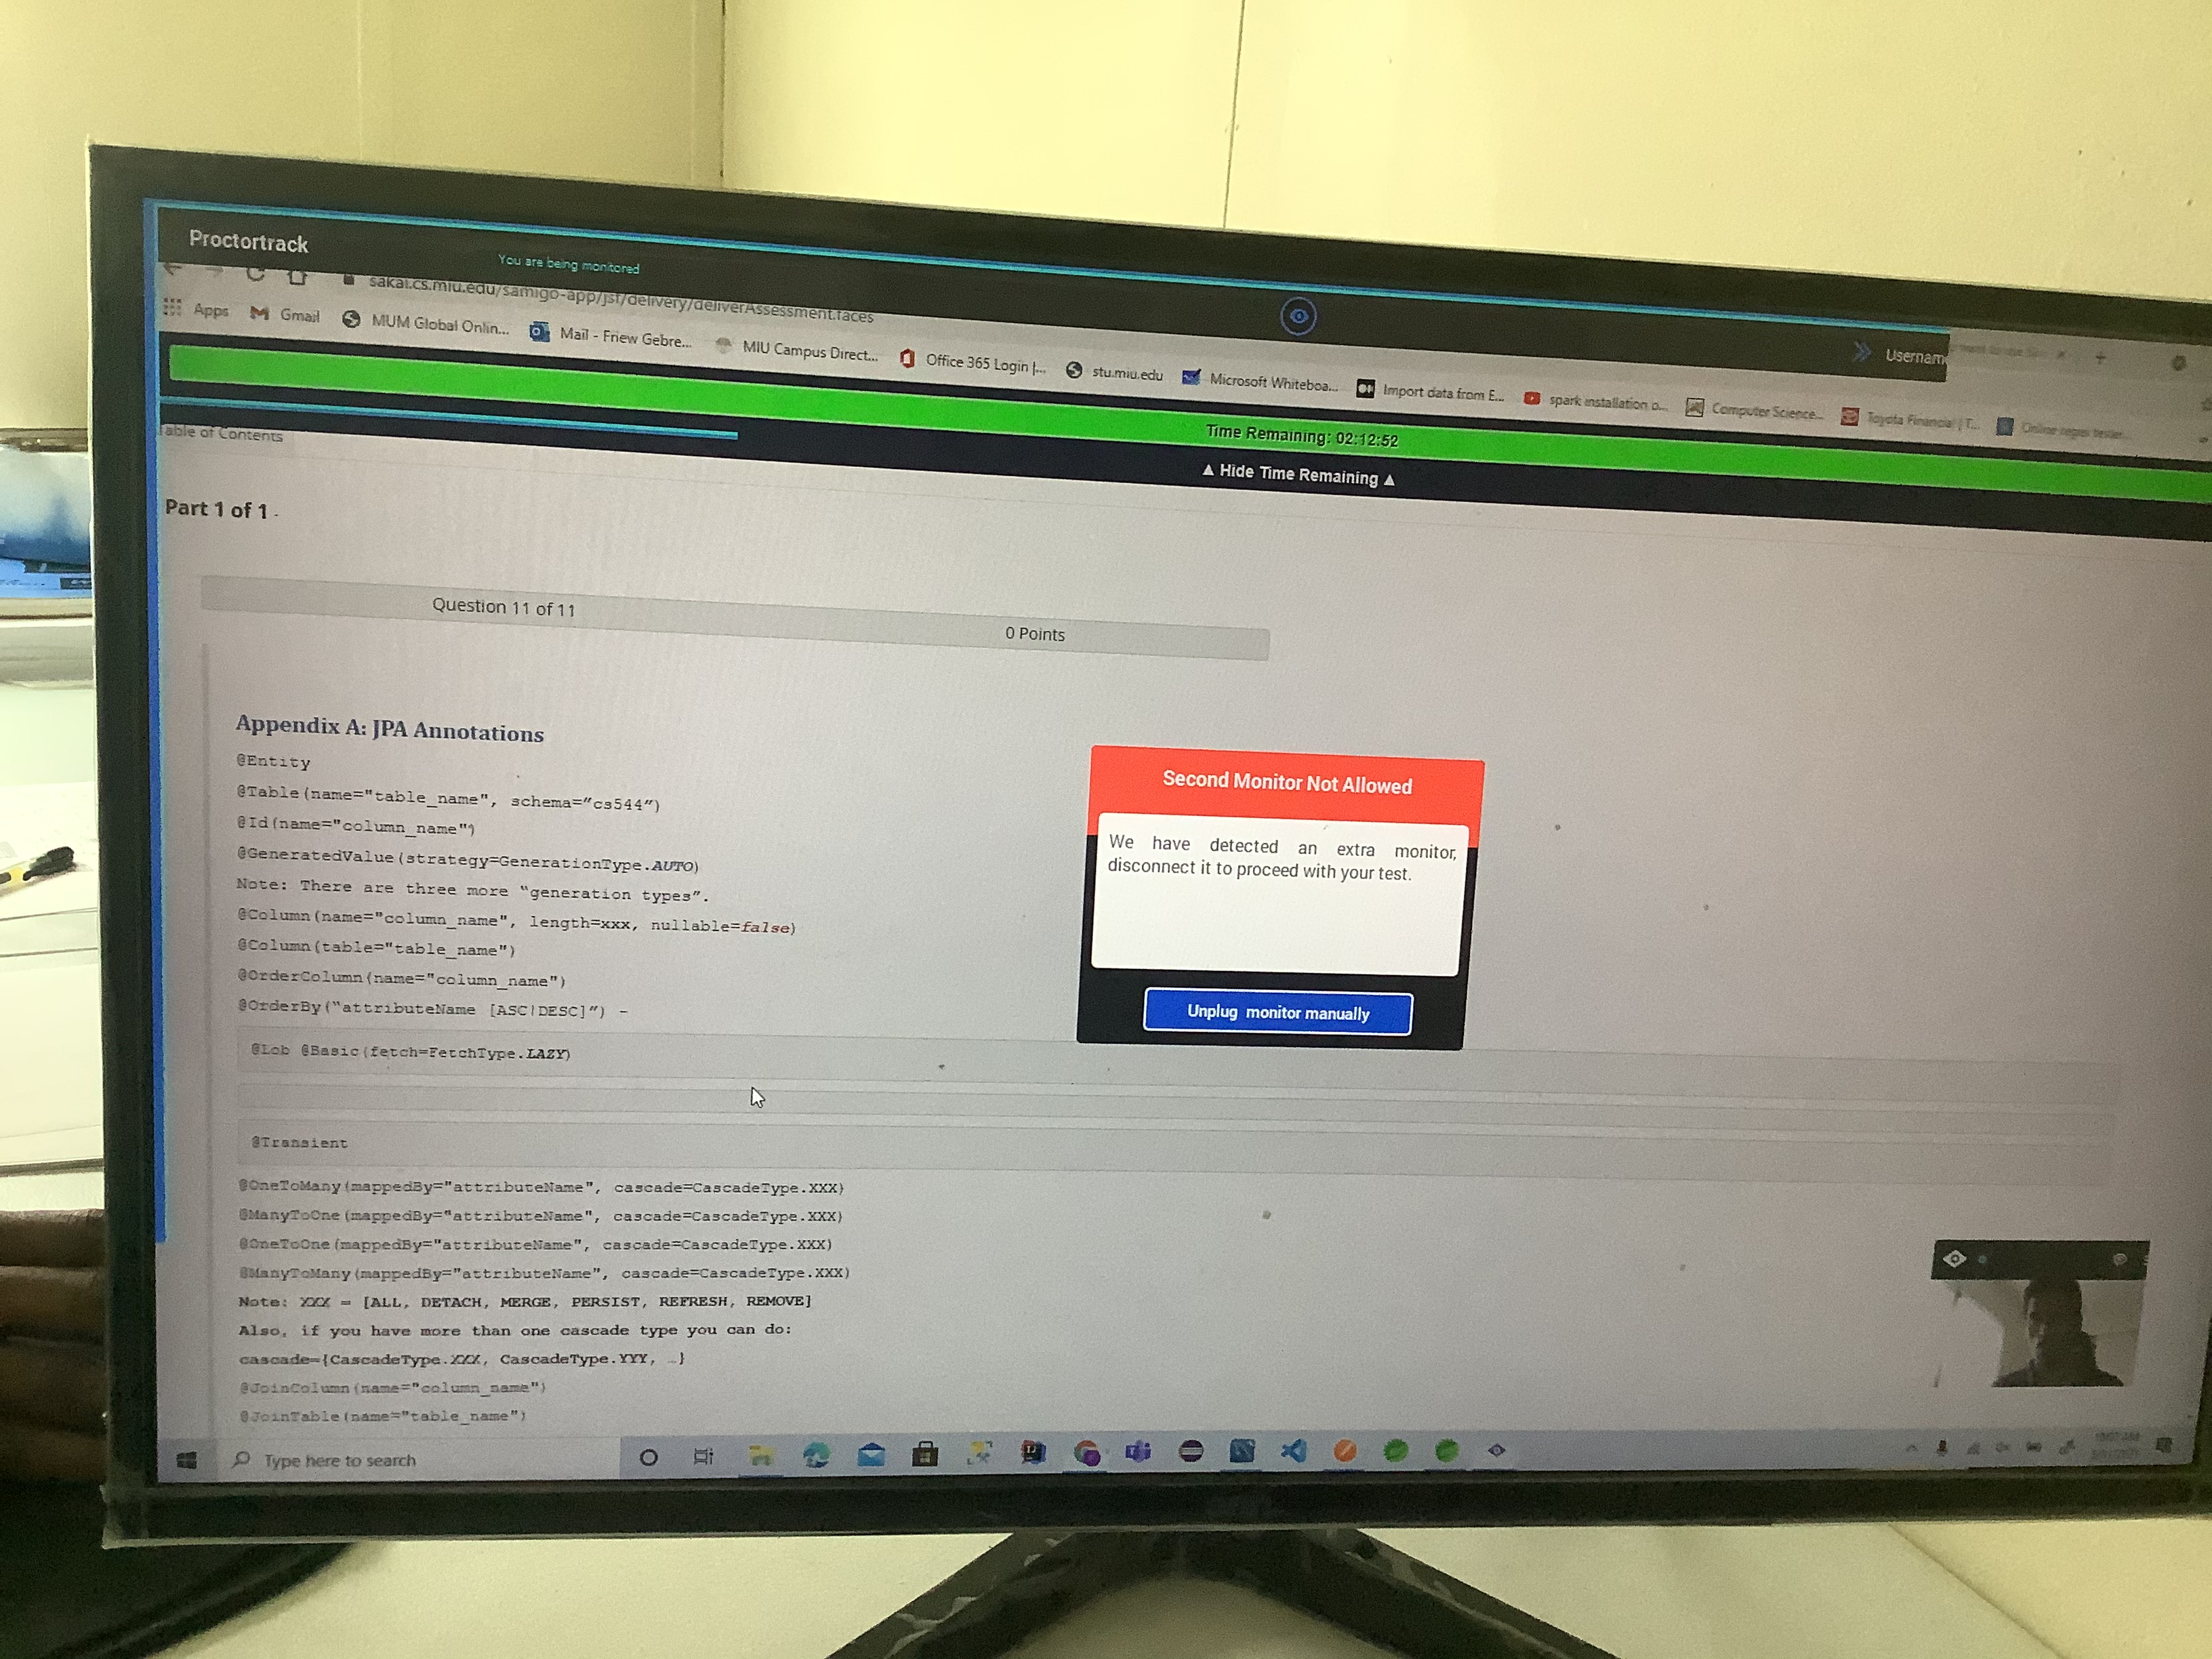 Proctortrack
You are being monitored
sakai.cs.miu.edu/samigo-app/jsf/delivery/deliverAssessment.faces
Usernam
Apps
Gmail
MUM Global Onlin...
Mail - Friew Gebre...
MIU Campus Direct...
Office 365 Login |...
stu.miu.edu
Microsoft Whiteboa...
Import data from E...
spark installation o...
Computer Science...
Toyota Financial | T...
Online regex tester...
Time Remaining: 02:12:52
▲ Hide Time Remaining ▲
Table of Contents
Part 1 of 1 -
Question 11 of 11
0 Points
Appendix A: JPA Annotations
@Entity
@Table(name="table_name", schema="cs544")
@Id(name="column_name")
@GeneratedValue(strategy=GenerationType.AUTO)
Note: There are three more "generation types".
@Column(name="column_name", length=xxx, nullable=false)
@Column(table="table_name")
@OrderColumn(name="column_name")
@OrderBy("attributeName [ASC|DESC]") -
@Lob @Basic(fetch=FetchType.LAZY)
@Transient
@OneToMany(mappedBy="attributeName", cascade=CascadeType.XXX)
@ManyToOne(mappedBy="attributeName", cascade=CascadeType.XXX)
@OneToOne(mappedBy="attributeName", cascade=CascadeType.XXX)
@ManyToMany(mappedBy="attributeName", cascade=CascadeType.XXX)
Note: XXX = [ALL, DETACH, MERGE, PERSIST, REFRESH, REMOVE]
Also, if you have more than one cascade type you can do:
cascade={CascadeType.XXX, CascadeType.YYY, …}
@JoinColumn(name="column_name")
@JoinTable(name="table_name")
Second Monitor Not Allowed
We have detected an extra monitor,
disconnect it to proceed with your test.
Unplug monitor manually
Type here to search